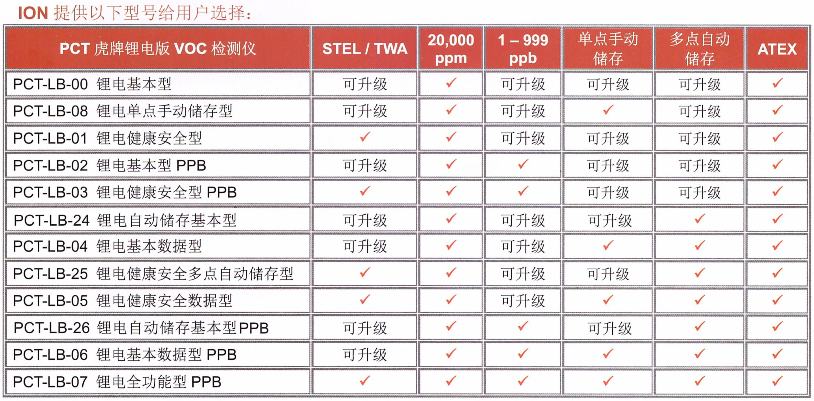 ION 提供以下型号给用户选择:
PCT 虎牌锂电版 VOC 检测仪 STEL / TWA 20,000 ppm 1 – 999 ppb 单点手动储存 多点自动储存 ATEX
PCT-LB-00 锂电基本型 可升级 ✓ 可升级 可升级 可升级 ✓
PCT-LB-08 锂电单点手动储存型 可升级 ✓ 可升级 ✓ 可升级 ✓
PCT-LB-01 锂电健康安全型 ✓ ✓ 可升级 可升级 可升级 ✓
PCT-LB-02 锂电基本型 PPB 可升级 ✓ ✓ 可升级 可升级 ✓
PCT-LB-03 锂电健康安全型 PPB ✓ ✓ ✓ 可升级 可升级 ✓
PCT-LB-24 锂电自动储存基本型 可升级 ✓ 可升级 可升级 ✓ ✓
PCT-LB-04 锂电基本数据型 可升级 ✓ 可升级 ✓ ✓ ✓
PCT-LB-25 锂电健康安全多点自动储存型 ✓ ✓ 可升级 可升级 ✓ ✓
PCT-LB-05 锂电健康安全数据型 ✓ ✓ 可升级 ✓ ✓ ✓
PCT-LB-26 锂电自动储存基本型 PPB 可升级 ✓ ✓ 可升级 ✓ ✓
PCT-LB-06 锂电基本数据型 PPB 可升级 ✓ ✓ ✓ ✓ ✓
PCT-LB-07 锂电全功能型 PPB ✓ ✓ ✓ ✓ ✓ ✓